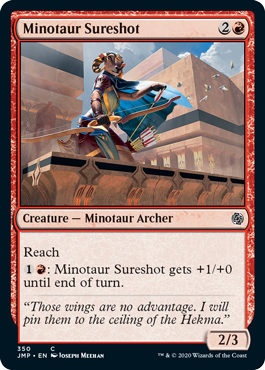 Minotaur Sureshot 2
Creature — Minotaur Archer
Reach
1 : Minotaur Sureshot gets +1/+0
until end of turn.
"Those wings are no advantage. I will
pin them to the ceiling of the Hekma."
2/3
350 C
JMP • EN Joseph Meehan ™ & © 2020 Wizards of the Coast